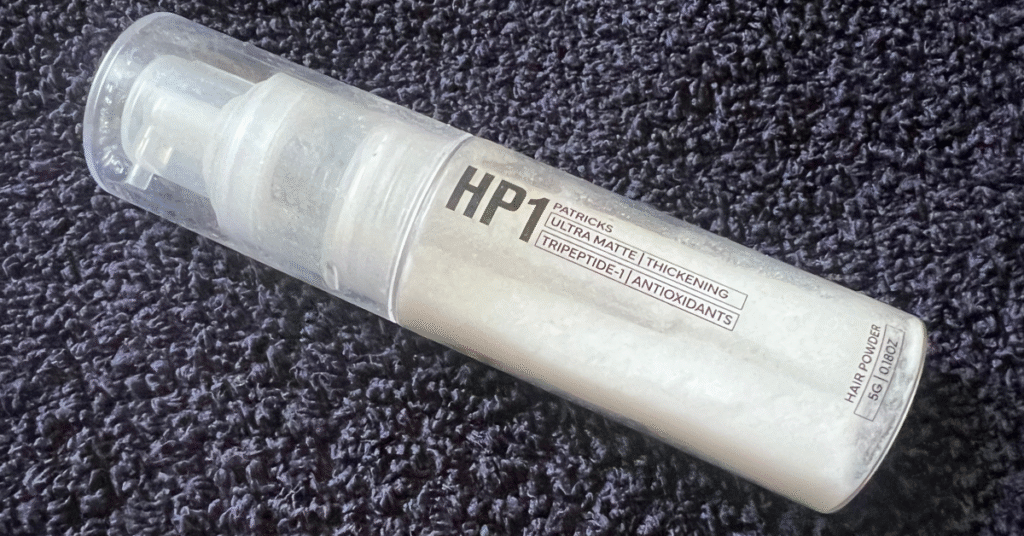 HP1
PATRICKS
ULTRA MATTE | THICKENING
TRIPEPTIDE-1 | ANTIOXIDANTS
HAIR POWDER
5G | 0.18OZ